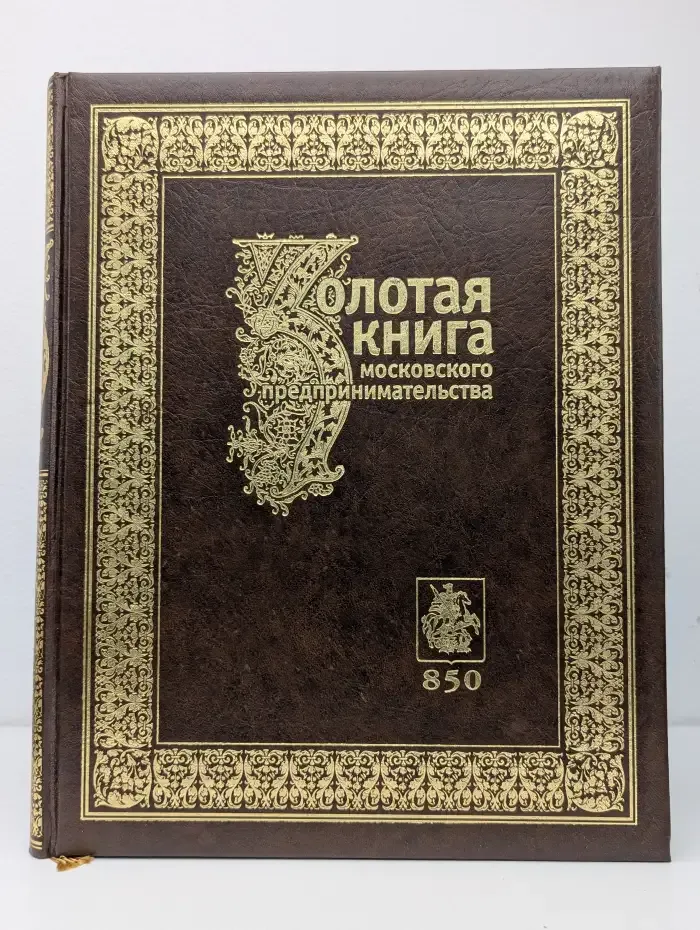 Золотая
книга
московского
предпринимательства
850